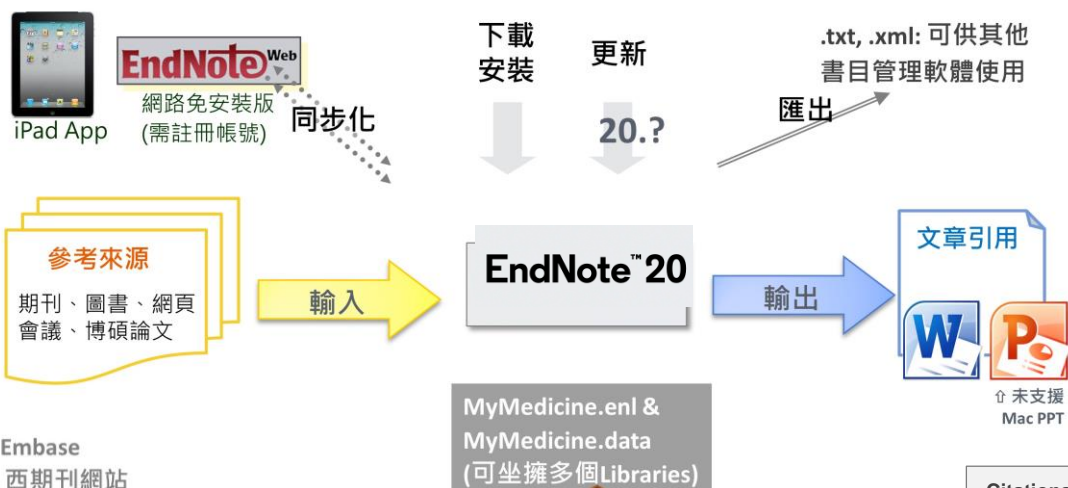 EndNote Web
iPad App
網路免安裝版
(需註冊帳號)
同步化
下載
安裝
更新
20.?
.txt, .xml: 可供其他
書目管理軟體使用
匯出
參考來源
期刊、圖書、網頁
會議、博碩論文
輸入
EndNote™20
輸出
文章引用
W
P
⇧ 未支援
Mac PPT
MyMedicine.enl &
MyMedicine.data
(可坐擁多個Libraries)
Embase
西期刊網站
Citations